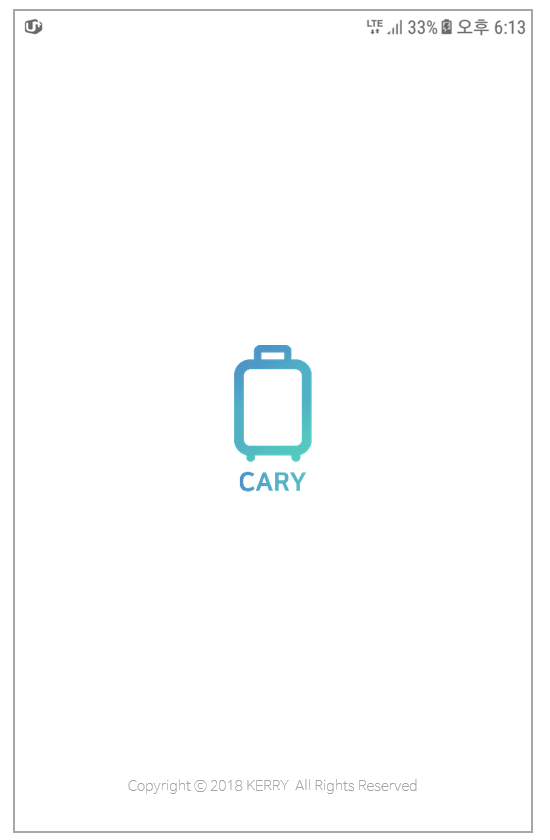 U+ LTE 33% 오후 6:13
CARY
Copyright ⓒ 2018 KERRY All Rights Reserved